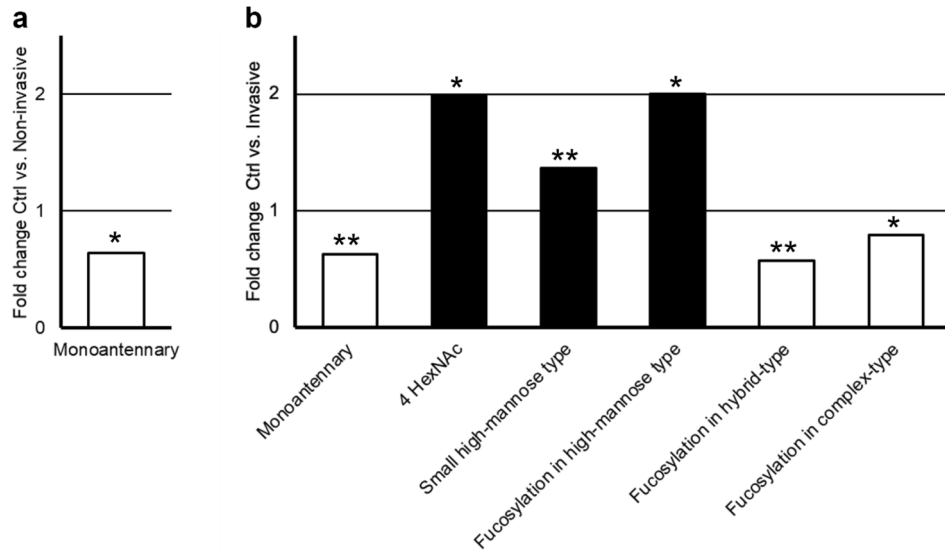 a
Fold change Ctrl vs. Non-invasive
2
1
0
*
Monoantennary
b
Fold change Ctrl vs. Invasive
2
1
0
**
*
**
*
**
*
Monoantennary
4 HexNAc
Small high-mannose type
Fucosylation in high-mannose type
Fucosylation in hybrid-type
Fucosylation in complex-type